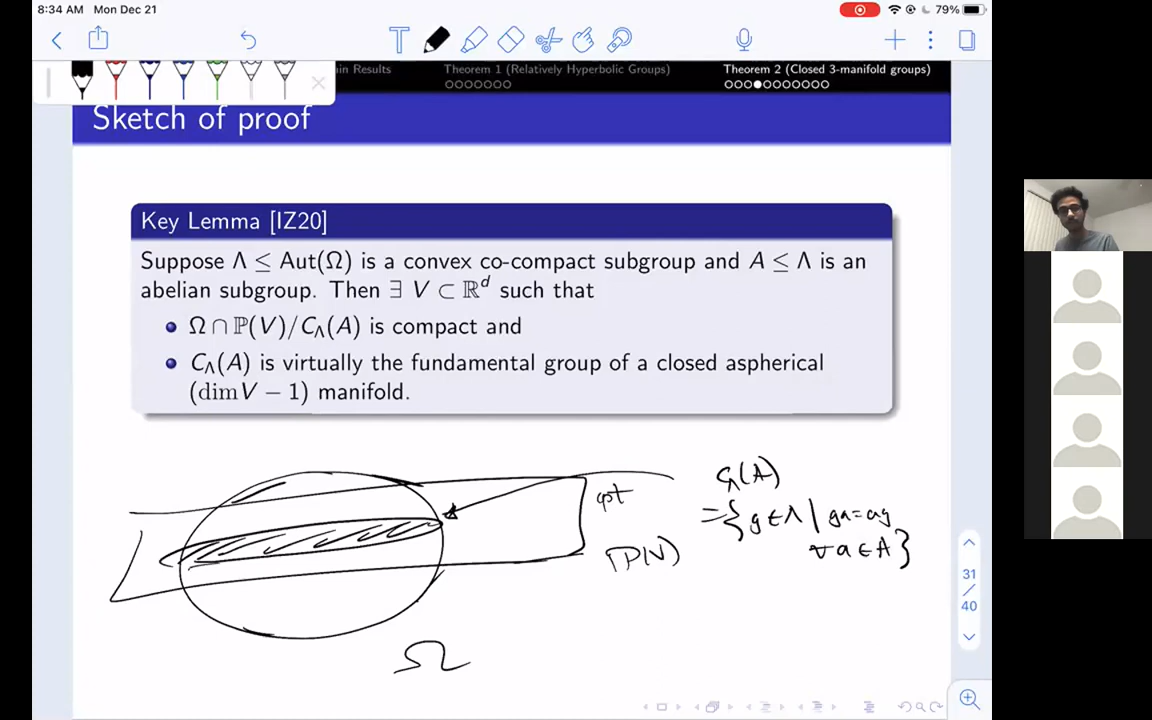 8:34 AM Mon Dec 21
79%
ain Results
Theorem 1 (Relatively Hyperbolic Groups)
Theorem 2 (Closed 3-manifold groups)
Sketch of proof
Key Lemma [IZ20]
Suppose Λ ≤ Aut(Ω) is a convex co-compact subgroup and A ≤ Λ is an
abelian subgroup. Then ∃ V ⊂ ℝᵈ such that
Ω ∩ ℙ(V)/C_Λ(A) is compact and
C_Λ(A) is virtually the fundamental group of a closed aspherical
(dim V − 1) manifold.
cpt
ℙ(V)
Ω
C_Λ(A)
= { g ∈ Λ | ga = ag
∀ a ∈ A }
31
/
40